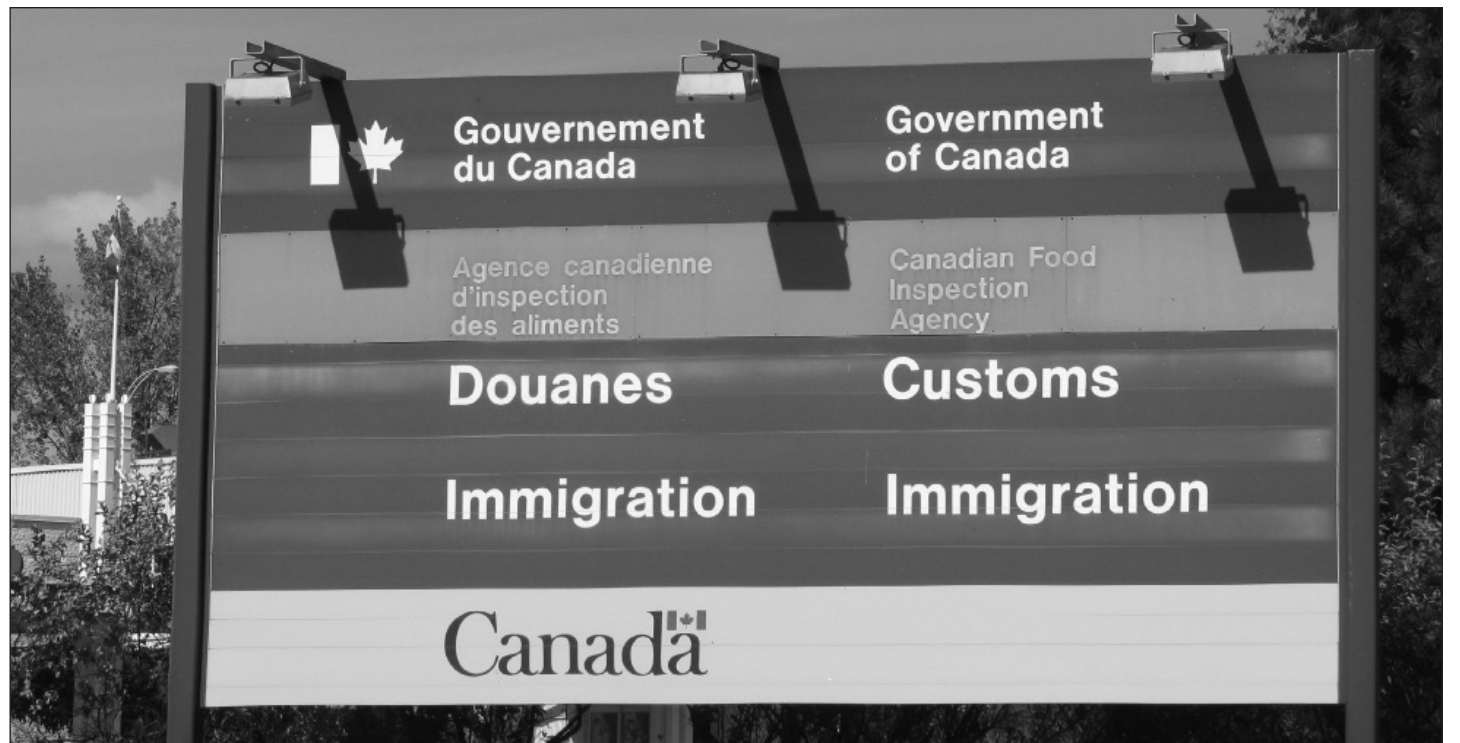 Gouvernement
du Canada
Government
of Canada
Agence canadienne
d'inspection
des aliments
Canadian Food
Inspection
Agency
Douanes
Customs
Immigration
Immigration
Canada